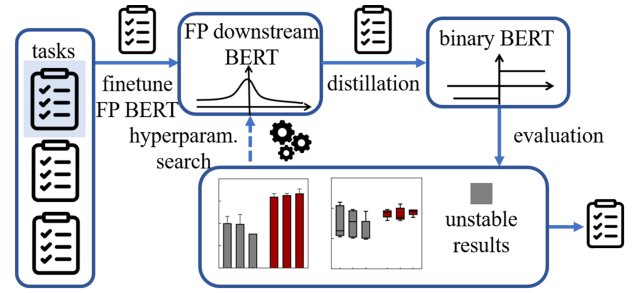 tasks
finetune
FP BERT
FP downstream
BERT
distillation
binary BERT
hyperparam.
search
evaluation
unstable
results